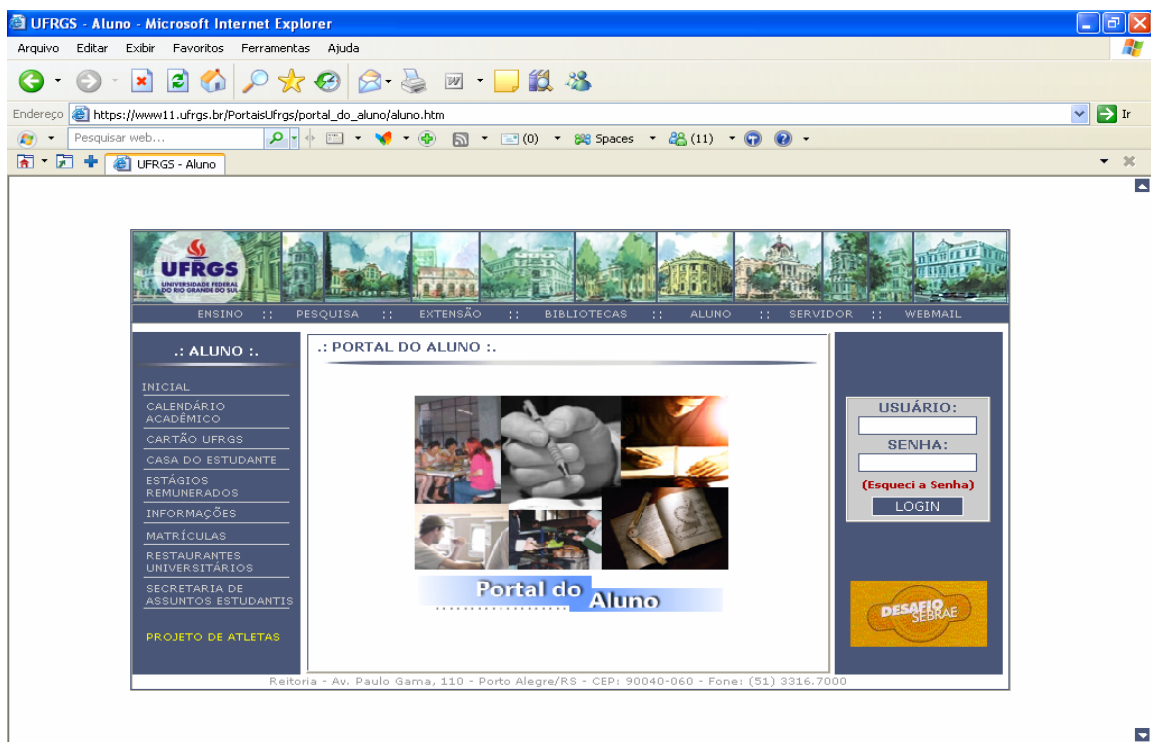 UFRGS - Aluno - Microsoft Internet Explorer
Arquivo Editar Exibir Favoritos Ferramentas Ajuda
Endereço https://www11.ufrgs.br/PortaisUfrgs/portal_do_aluno/aluno.htm Ir
Pesquisar web... (0) Spaces (11)
UFRGS - Aluno
UFRGS
UNIVERSIDADE FEDERAL
DO RIO GRANDE DO SUL
ENSINO :: PESQUISA :: EXTENSÃO :: BIBLIOTECAS :: ALUNO :: SERVIDOR :: WEBMAIL
.: ALUNO :.
INICIAL
CALENDÁRIO
ACADÊMICO
CARTÃO UFRGS
CASA DO ESTUDANTE
ESTÁGIOS
REMUNERADOS
INFORMAÇÕES
MATRÍCULAS
RESTAURANTES
UNIVERSITÁRIOS
SECRETARIA DE
ASSUNTOS ESTUDANTIS
PROJETO DE ATLETAS
.: PORTAL DO ALUNO :.
Portal do
Aluno
USUÁRIO:
SENHA:
(Esqueci a Senha)
LOGIN
DESAFIO
SEBRAE
Reitoria - Av. Paulo Gama, 110 - Porto Alegre/RS - CEP: 90040-060 - Fone: (51) 3316.7000